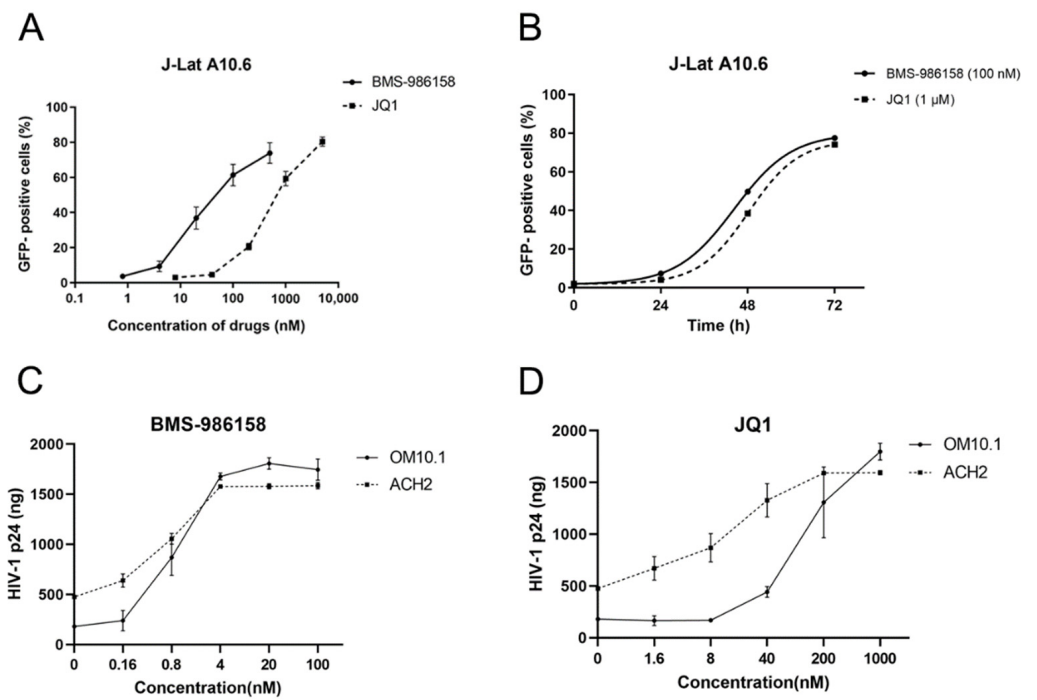 A
J-Lat A10.6
BMS-986158
JQ1
GFP- positive cells (%)
100
80
60
40
20
0
0.1 1 10 100 1000 10,000
Concentration of drugs (nM)
B
J-Lat A10.6
BMS-986158 (100 nM)
JQ1 (1 µM)
GFP- positive cells (%)
100
80
60
40
20
0
0 24 48 72
Time (h)
C
BMS-986158
OM10.1
ACH2
HIV-1 p24 (ng)
2000
1500
1000
500
0
0 0.16 0.8 4 20 100
Concentration(nM)
D
JQ1
OM10.1
ACH2
HIV-1 p24 (ng)
2000
1500
1000
500
0
0 1.6 8 40 200 1000
Concentration(nM)